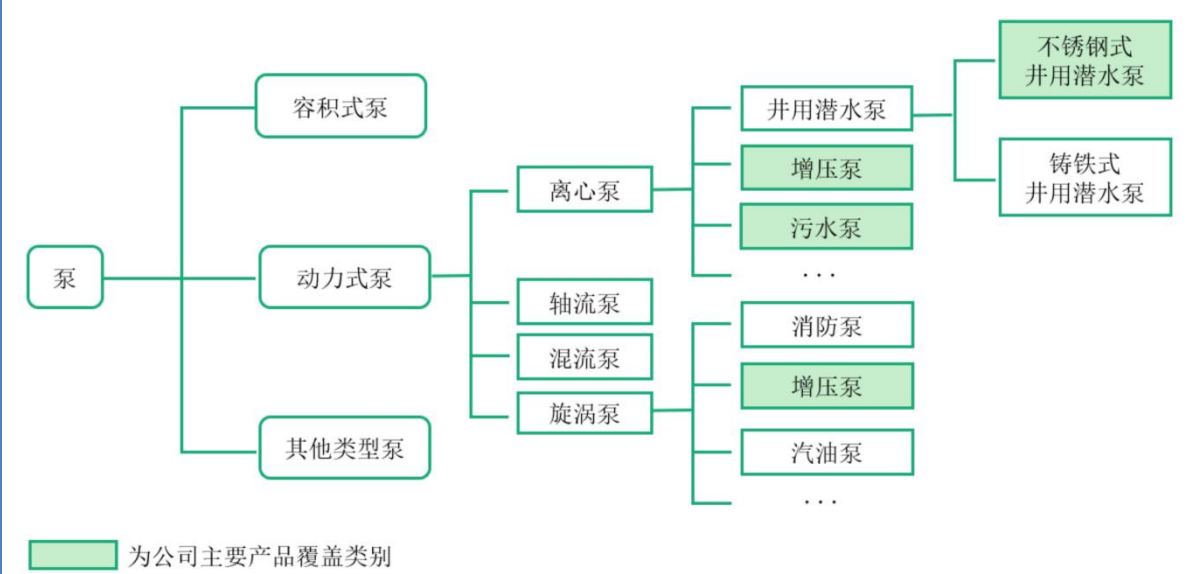 泵
容积式泵
动力式泵
其他类型泵
离心泵
轴流泵
混流泵
旋涡泵
井用潜水泵
增压泵
污水泵
...
消防泵
增压泵
汽油泵
...
不锈钢式
井用潜水泵
铸铁式
井用潜水泵
为公司主要产品覆盖类别